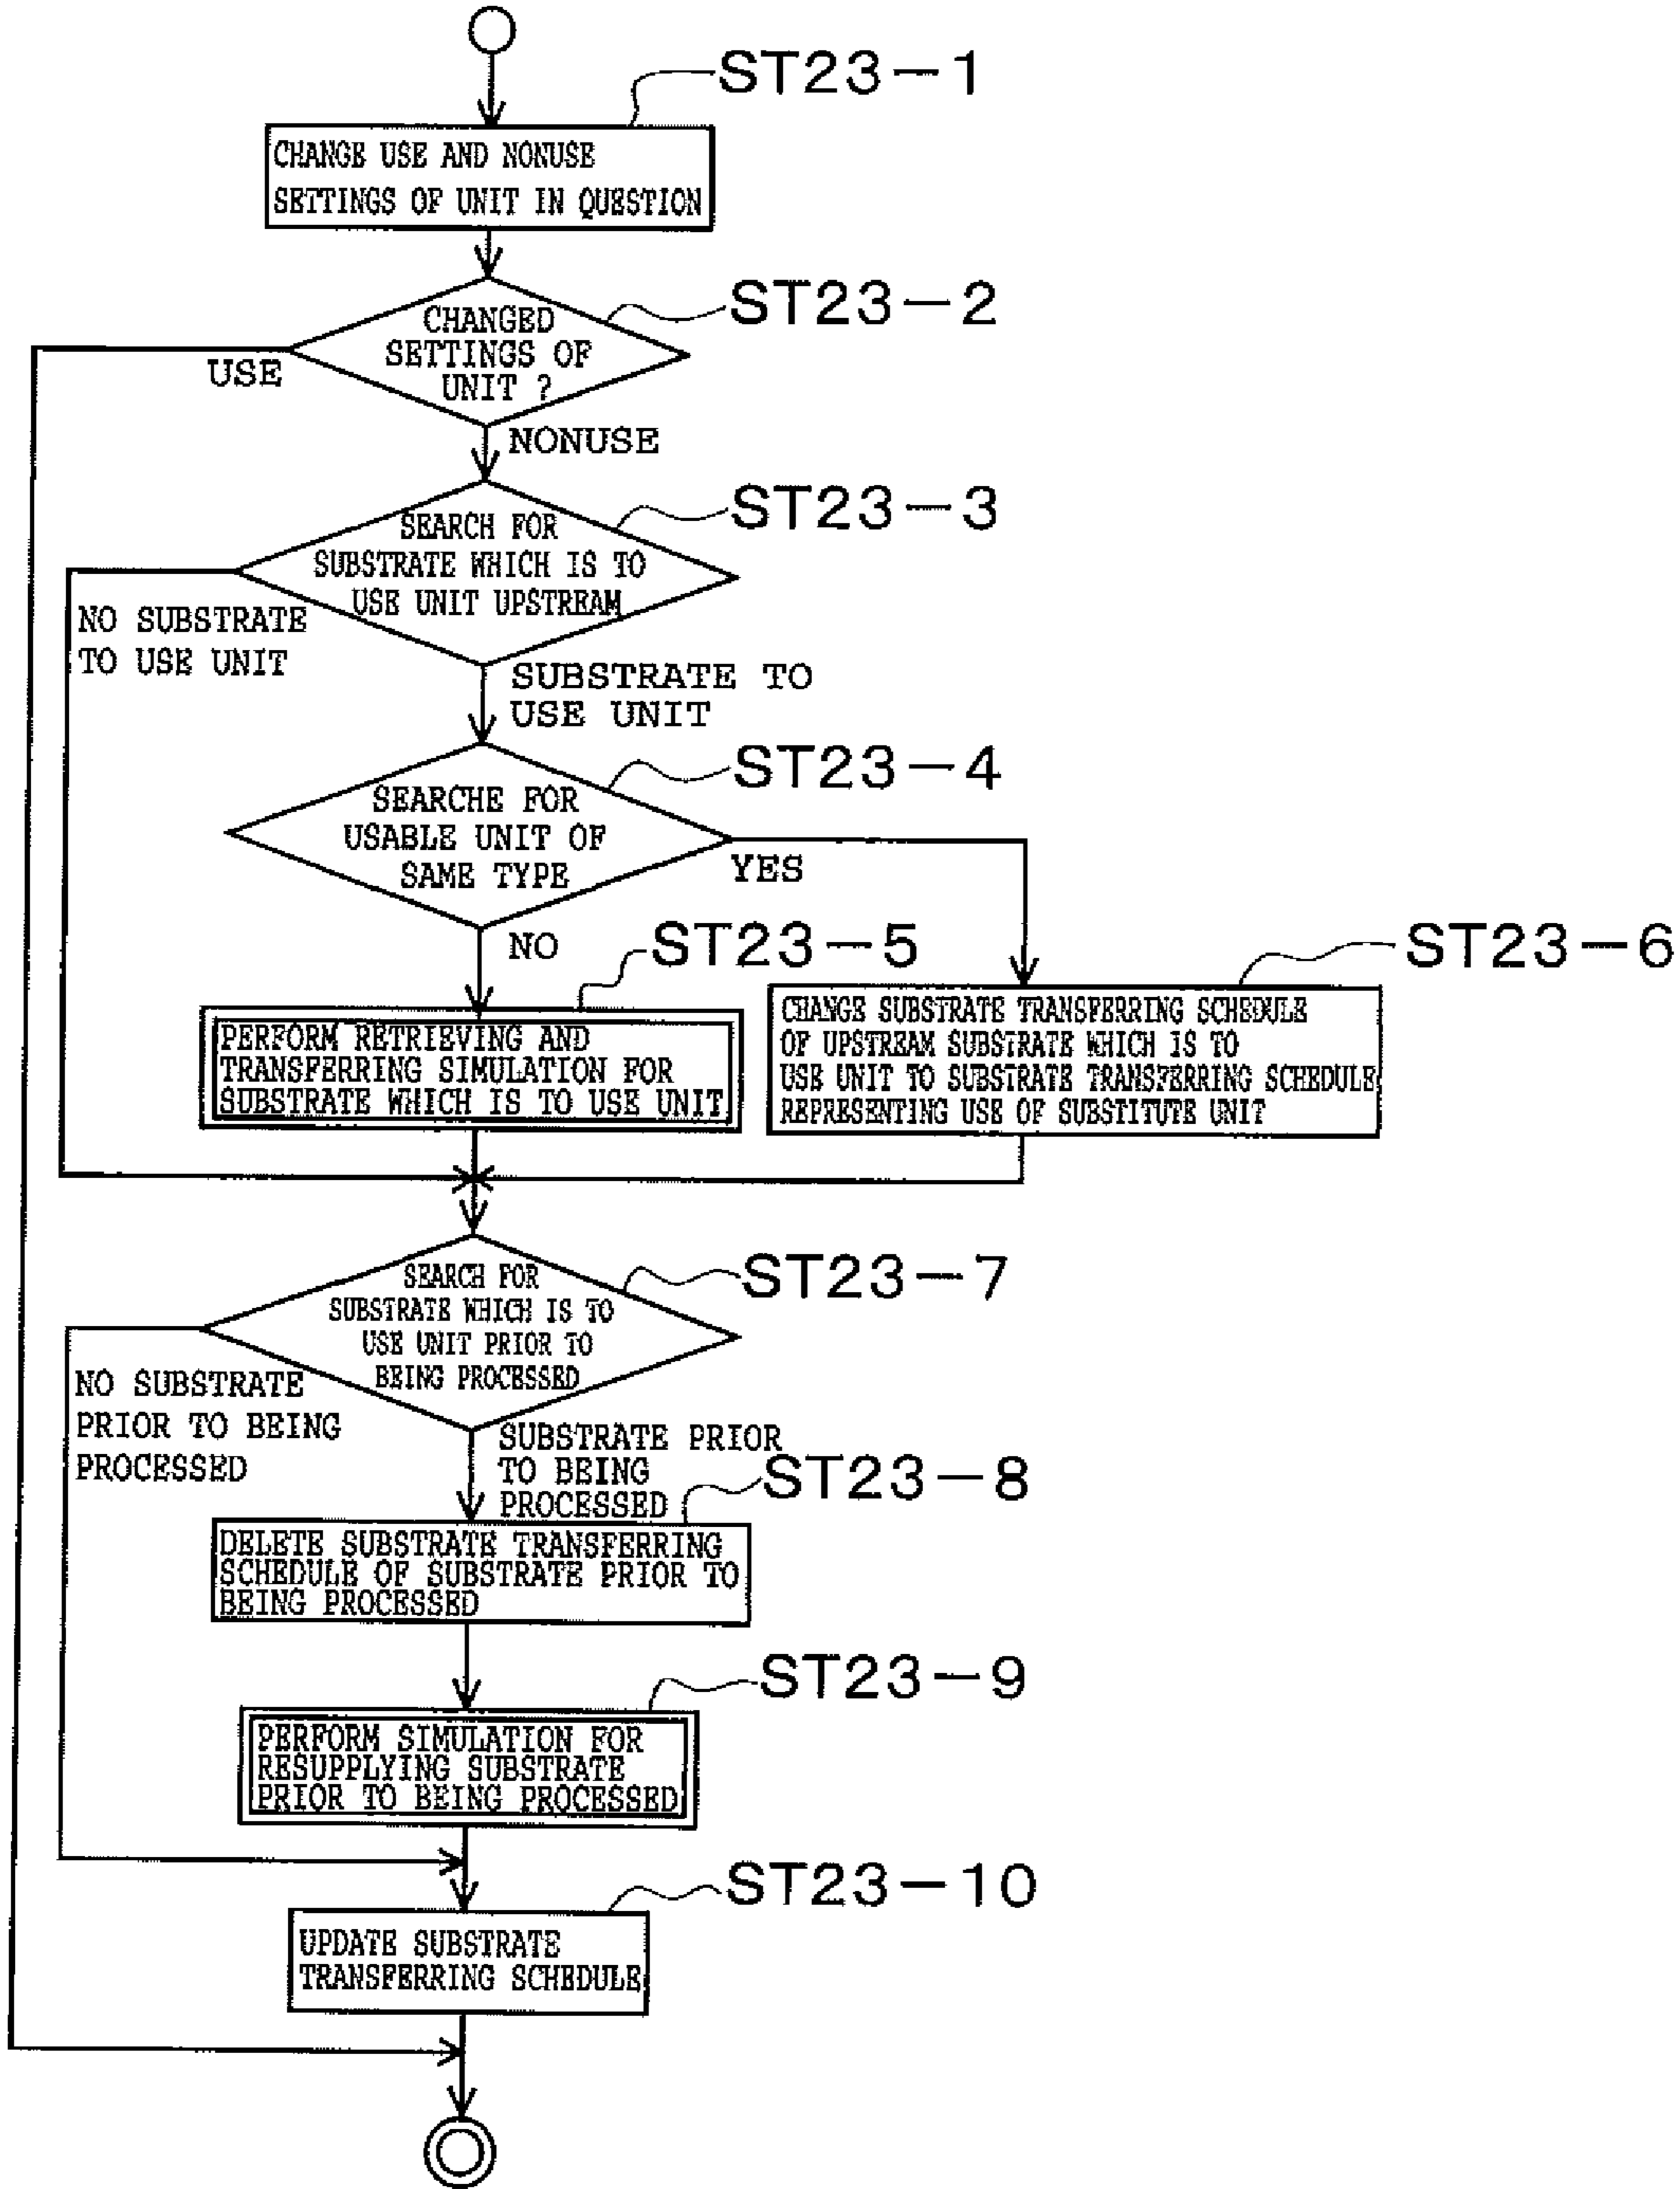 ST23-1
CHANGE USE AND NONUSE
SETTINGS OF UNIT IN QUESTION
ST23-2
CHANGED
SETTINGS OF
UNIT ?
USE
NONUSE
ST23-3
SEARCH FOR
SUBSTRATE WHICH IS TO
USE UNIT UPSTREAM
NO SUBSTRATE
TO USE UNIT
SUBSTRATE TO
USE UNIT
ST23-4
SEARCHE FOR
USABLE UNIT OF
SAME TYPE
YES
NO
ST23-5
PERFORM RETRIEVING AND
TRANSFERRING SIMULATION FOR
SUBSTRATE WHICH IS TO USE UNIT
ST23-6
CHANGE SUBSTRATE TRANSFERRING SCHEDULE
OF UPSTREAM SUBSTRATE WHICH IS TO
USE UNIT TO SUBSTRATE TRANSFERRING SCHEDULE
REPRESENTING USE OF SUBSTITUTE UNIT
ST23-7
SEARCH FOR
SUBSTRATE WHICH IS TO
USE UNIT PRIOR TO
BEING PROCESSED
NO SUBSTRATE
PRIOR TO BEING
PROCESSED
SUBSTRATE PRIOR
TO BEING
PROCESSED
ST23-8
DELETE SUBSTRATE TRANSFERRING
SCHEDULE OF SUBSTRATE PRIOR TO
BEING PROCESSED
ST23-9
PERFORM SIMULATION FOR
RESUPPLYING SUBSTRATE
PRIOR TO BEING PROCESSED
ST23-10
UPDATE SUBSTRATE
TRANSFERRING SCHEDULE